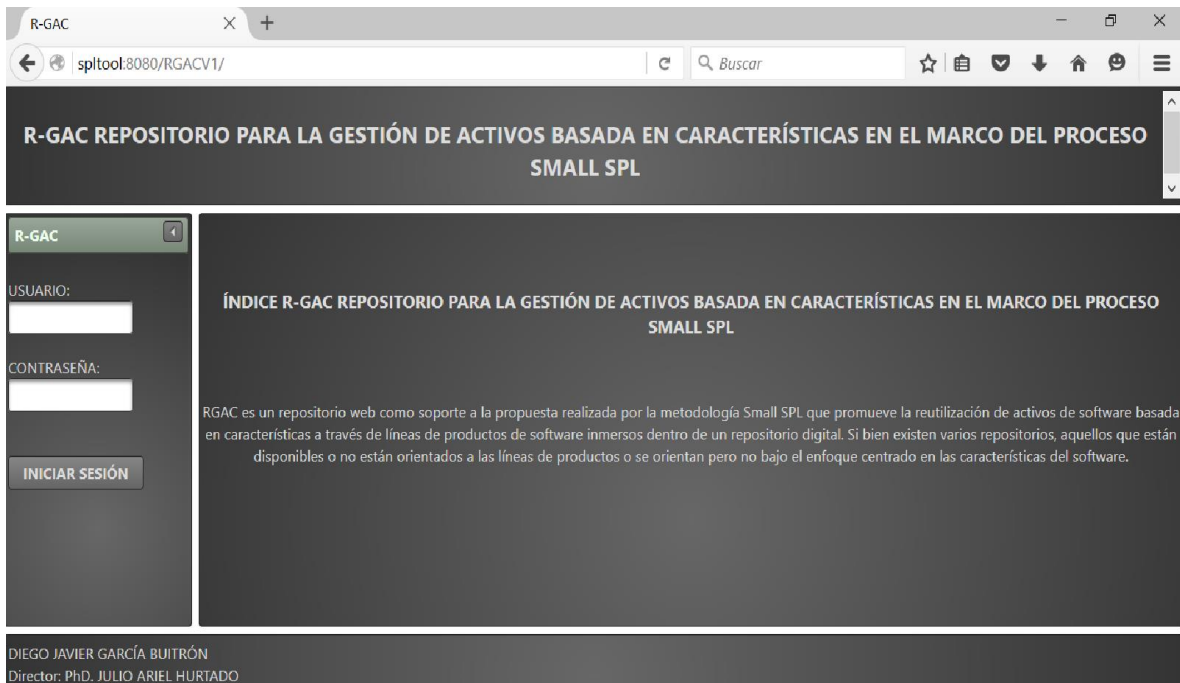 R-GAC
spltool:8080/RGACV1/
Buscar
R-GAC REPOSITORIO PARA LA GESTIÓN DE ACTIVOS BASADA EN CARACTERÍSTICAS EN EL MARCO DEL PROCESO
SMALL SPL
R-GAC
USUARIO:
CONTRASEÑA:
INICIAR SESIÓN
ÍNDICE R-GAC REPOSITORIO PARA LA GESTIÓN DE ACTIVOS BASADA EN CARACTERÍSTICAS EN EL MARCO DEL PROCESO
SMALL SPL
RGAC es un repositorio web como soporte a la propuesta realizada por la metodología Small SPL que promueve la reutilización de activos de software basada
en características a través de líneas de productos de software inmersos dentro de un repositorio digital. Si bien existen varios repositorios, aquellos que están
disponibles o no están orientados a las líneas de productos o se orientan pero no bajo el enfoque centrado en las características del software.
DIEGO JAVIER GARCÍA BUITRÓN
Director: PhD. JULIO ARIEL HURTADO